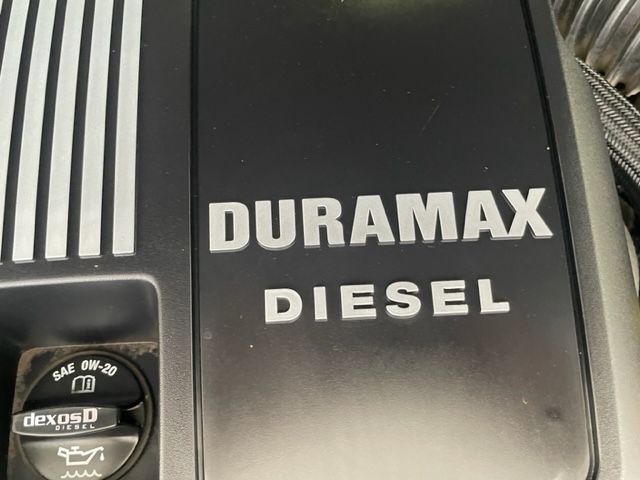 DURAMAX
DIESEL
SAE 0W-20
dexosD
DIESEL